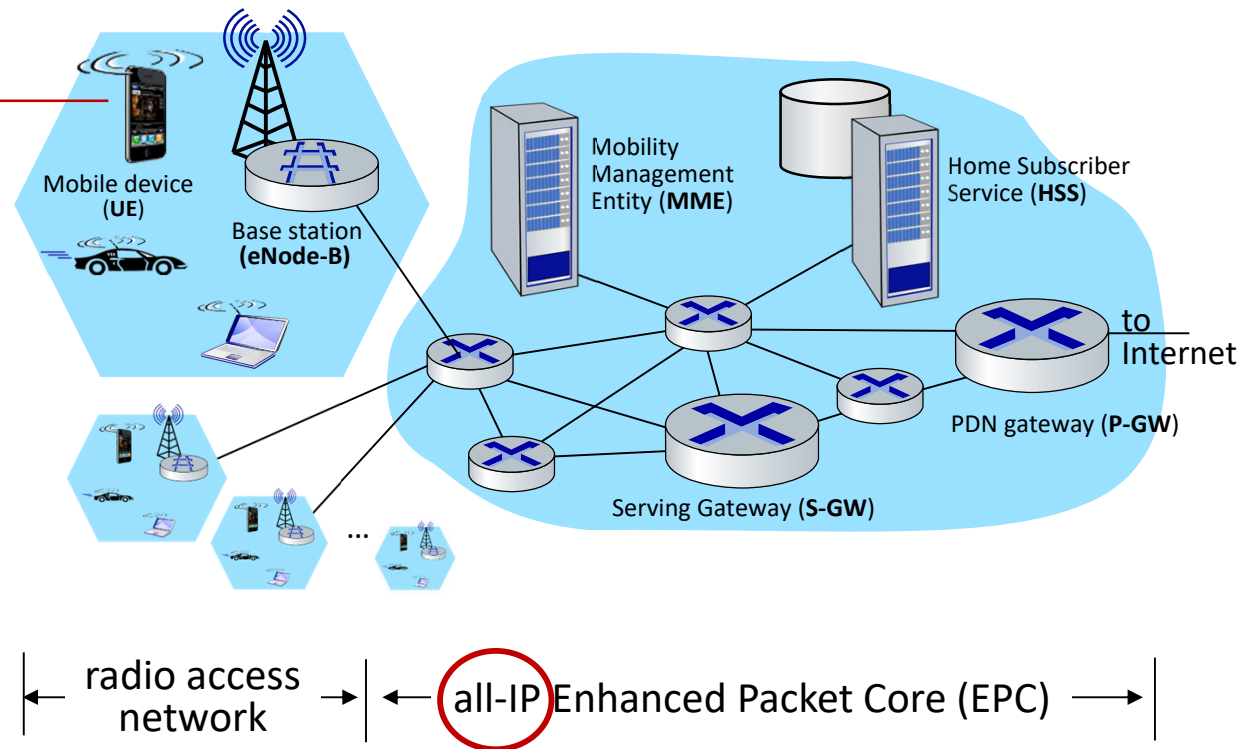 Mobile device
(UE)
Base station
(eNode-B)
Mobility
Management
Entity (MME)
Home Subscriber
Service (HSS)
to
Internet
PDN gateway (P-GW)
Serving Gateway (S-GW)
...
radio access
network
all-IP Enhanced Packet Core (EPC)